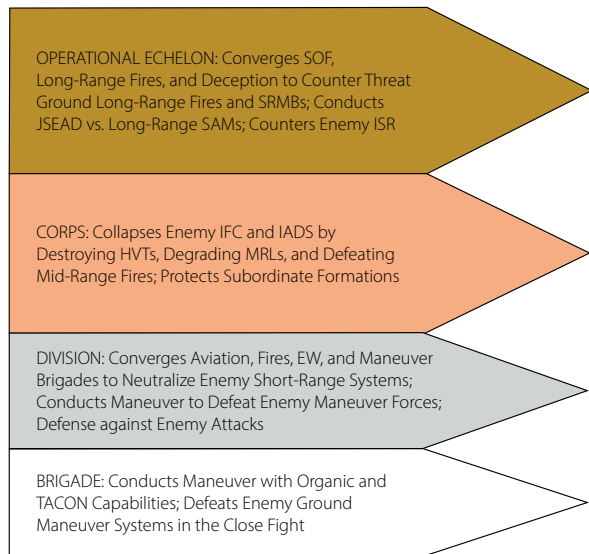 OPERATIONAL ECHELON: Converges SOF,
Long-Range Fires, and Deception to Counter Threat
Ground Long-Range Fires and SRMBs; Conducts
JSEAD vs. Long-Range SAMs; Counters Enemy ISR
CORPS: Collapses Enemy IFC and IADS by
Destroying HVTs, Degrading MRLs, and Defeating
Mid-Range Fires; Protects Subordinate Formations
DIVISION: Converges Aviation, Fires, EW, and Maneuver
Brigades to Neutralize Enemy Short-Range Systems;
Conducts Maneuver to Defeat Enemy Maneuver Forces;
Defense against Enemy Attacks
BRIGADE: Conducts Maneuver with Organic and
TACON Capabilities; Defeats Enemy Ground
Maneuver Systems in the Close Fight